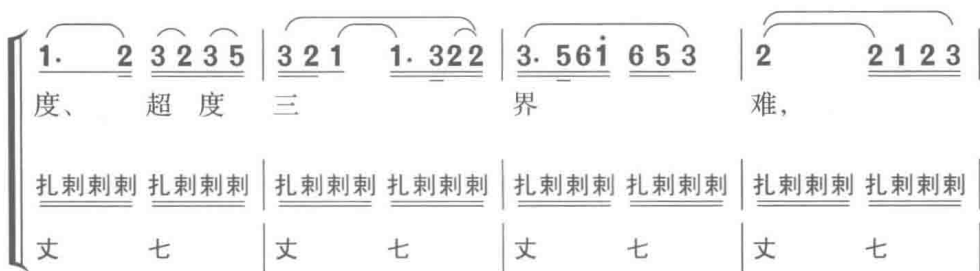 1· 2 3 2 3 5 | 3 2 1 1· 3 2 2 | 3· 5 6 1̇ 6 5 3 | 2 2 1 2 3 |
度、 超 度 三 界 难，
扎刺刺刺 扎刺刺刺 | 扎刺刺刺 扎刺刺刺 | 扎刺刺刺 扎刺刺刺 | 扎刺刺刺 扎刺刺刺 |
丈 七 | 丈 七 | 丈 七 | 丈 七 |